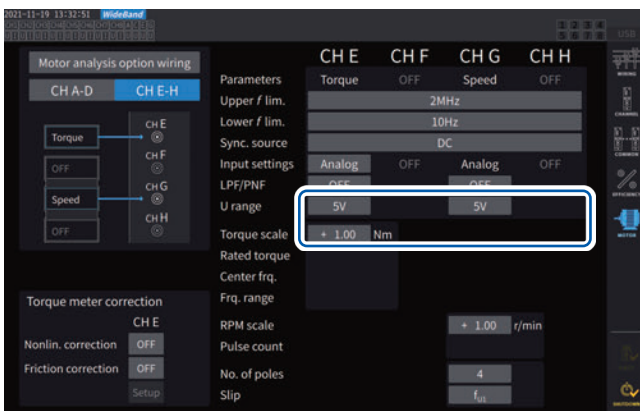 2021-11-19 13:32:51 WideBand
USB
Motor analysis option wiring
CH A-D CH E-H
Torque CH E
OFF CH F
Speed CH G
OFF CH H
CH E CH F CH G CH H
Parameters Torque OFF Speed OFF
Upper f lim. 2MHz
Lower f lim. 10Hz
Sync. source DC
Input settings Analog OFF Analog OFF
LPF/PNF OFF OFF
U range 5V 5V
Torque scale + 1.00 Nm
Rated torque
Center frq.
Frq. range
RPM scale + 1.00 r/min
Pulse count
No. of poles 4
Slip fU1
Torque meter correction
CH E
Nonlin. correction OFF
Friction correction OFF
Setup
WIRING
CHANNEL
COMMON
EFFICIENCY
MOTOR
SHUTDOWN